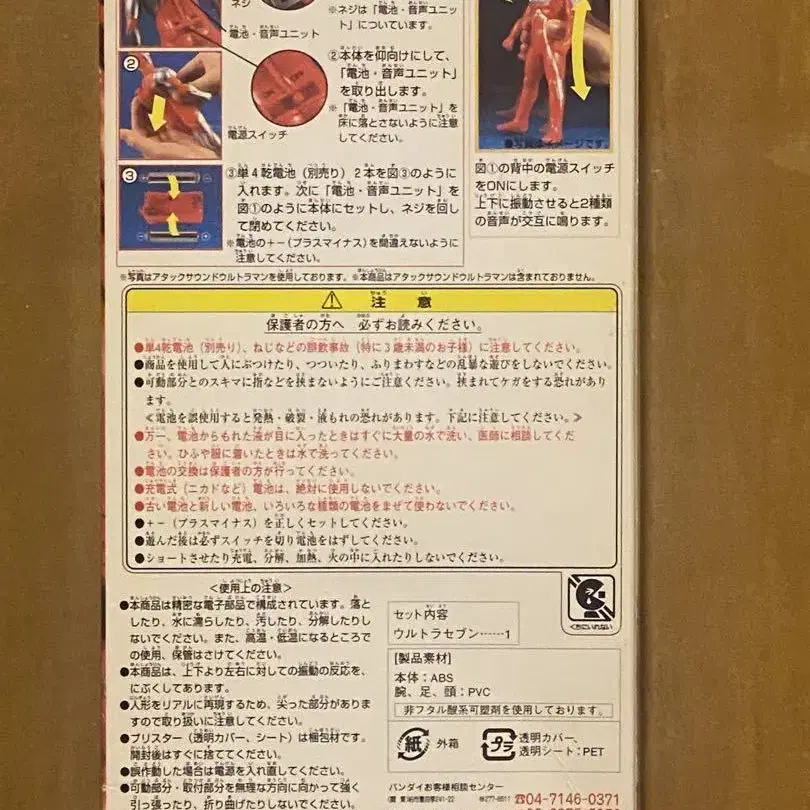 ネジ
電池・音声ユニット
※ネジは「電池・音声ユニッ
ト」についています。
②
②本体を仰向けにして、
「電池・音声ユニット」
を取り出します。
※「電池・音声ユニット」を
床に落とさないように注意
してください。
電源スイッチ
③
③単4乾電池(別売り)2本を図③のように
入れます。次に「電池・音声ユニット」を
図①のように本体にセットし、ネジを回し
て閉めてください。
※電池の+−(プラスマイナス)を間違えないように
注意してください。
●写真はイメージです。
図①の背中の電源スイッチ
をONにします。
上下に振動させると2種類
の音声が交互に鳴ります。
※写真はアタックサウンドウルトラマンを使用しております。※本商品はアタックサウンドウルトラマンは含まれておりません。
⚠ 注意
保護者の方へ 必ずお読みください。
●単4乾電池(別売り)、ねじなどの誤飲事故(特に3歳未満のお子様)に注意してください。
●商品を使用して人にぶつけたり、つついたり、ふりまわすなどの乱暴な遊びをしないでください。
●可動部分とのスキマに指などを挟まないようにご注意ください。挟まれてケガをする恐れがあり
ます。
≪電池を誤使用すると発熱・破裂・液もれの恐れがあります。下記に注意してください。≫
●万一、電池からもれた液が目に入ったときはすぐに大量の水で洗い、医師に相談してくだ
さい。ひふや服に着いたときは水で洗ってください。
●電池の交換は保護者の方が行ってください。
●充電式(ニカドなど)電池は、絶対に使用しないでください。
●古い電池と新しい電池、いろいろな種類の電池をまぜて使わないでください。
●+−(プラスマイナス)を正しくセットしてください。
●遊んだ後は必ずスイッチを切り電池をはずしてください。
●ショートさせたり充電、分解、加熱、火の中に入れたりしないでください。
くちにいれない
<使用上の注意>
●本商品は精密な電子部品で構成されています。落と
したり、水に濡らしたり、汚したり、分解したりし
ないでください。また、高温・低温になるところで
の使用、保管はさけてください。
●本商品は、上下より左右に対しての振動の反応を、
にぶくしてあります。
●人形をリアルに再現するため、尖った部分がありま
すので取り扱いに注意してください。
●ブリスター(透明カバー、シート)は梱包材です。
開封後はすぐに捨ててください。
●誤作動した場合は電源を入れ直してください。
●可動部分・取付部分を無理な方向に向かって強く
引っ張ったり、折り曲げたりしないでください。
セット内容
ウルトラセブン……1
[製品素材]
本体:ABS
腕、足、頭:PVC
非フタル酸系可塑剤を使用しております。
紙 外箱
プラ 透明カバー、
透明シート:PET
バンダイお客様相談センター
☎04-7146-0371